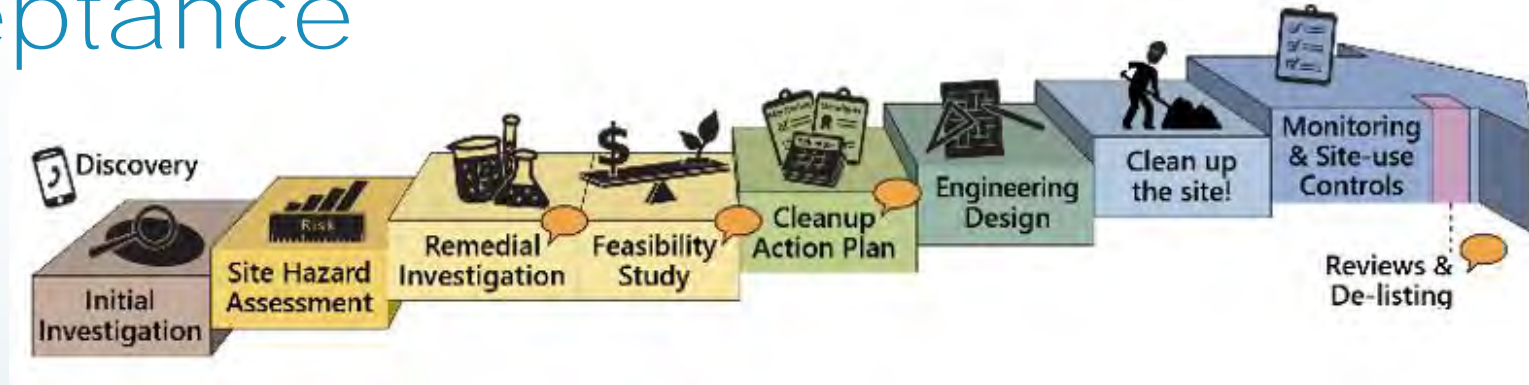 eptance
Discovery
Initial
Investigation
Risk
Site Hazard
Assessment
Remedial
Investigation
Feasibility
Study
Cleanup
Action Plan
Engineering
Design
Clean up
the site!
Monitoring
& Site-use
Controls
Reviews &
De-listing